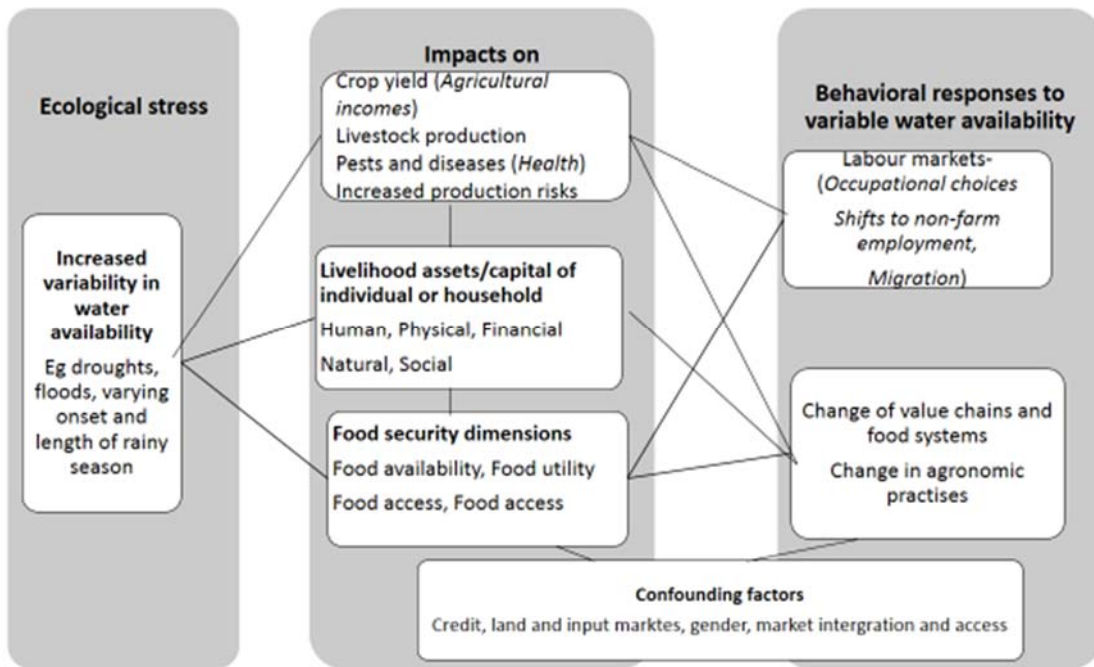 Ecological stress
Increased
variability in
water
availability
Eg droughts,
floods, varying
onset and
length of rainy
season
Impacts on
Crop yield (Agricultural
incomes)
Livestock production
Pests and diseases (Health)
Increased production risks
Livelihood assets/capital of
individual or household
Human, Physical, Financial
Natural, Social
Food security dimensions
Food availability, Food utility
Food access, Food access
Behavioral responses to
variable water availability
Labour markets-
(Occupational choices
Shifts to non-farm
employment,
Migration)
Change of value chains and
food systems
Change in agronomic
practises
Confounding factors
Credit, land and input marktes, gender, market intergration and access